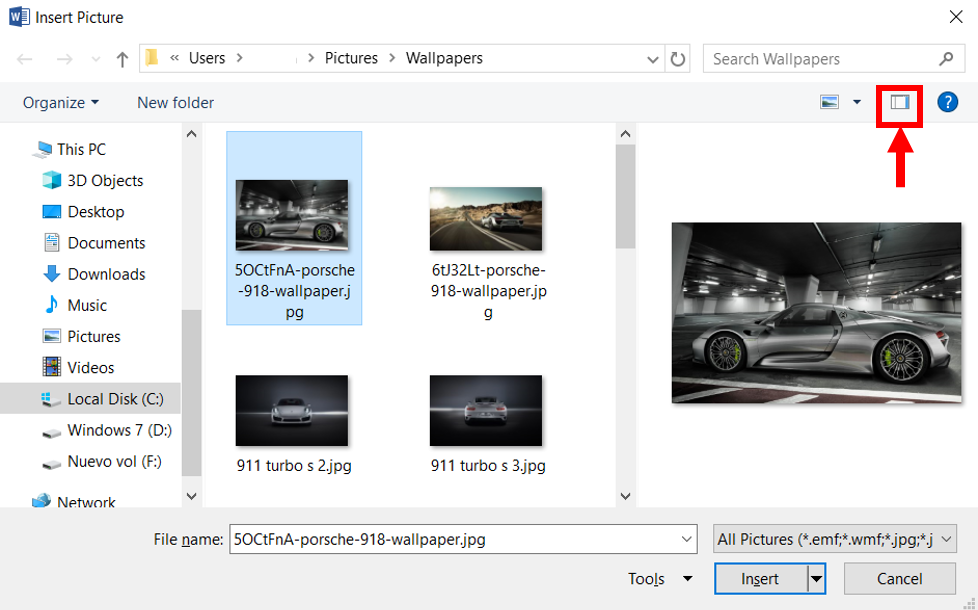 Insert Picture
« Users > > Pictures > Wallpapers
Search Wallpapers
Organize
New folder
?
This PC
3D Objects
Desktop
Documents
Downloads
Music
Pictures
Videos
Local Disk (C:)
Windows 7 (D:)
Nuevo vol (F:)
Network
5OCtFnA-porsche
-918-wallpaper.j
pg
6tJ32Lt-porsche-
918-wallpaper.jp
g
911 turbo s 2.jpg
911 turbo s 3.jpg
File name:
5OCtFnA-porsche-918-wallpaper.jpg
All Pictures (*.emf;*.wmf;*.jpg;*.j
Tools
Insert
Cancel